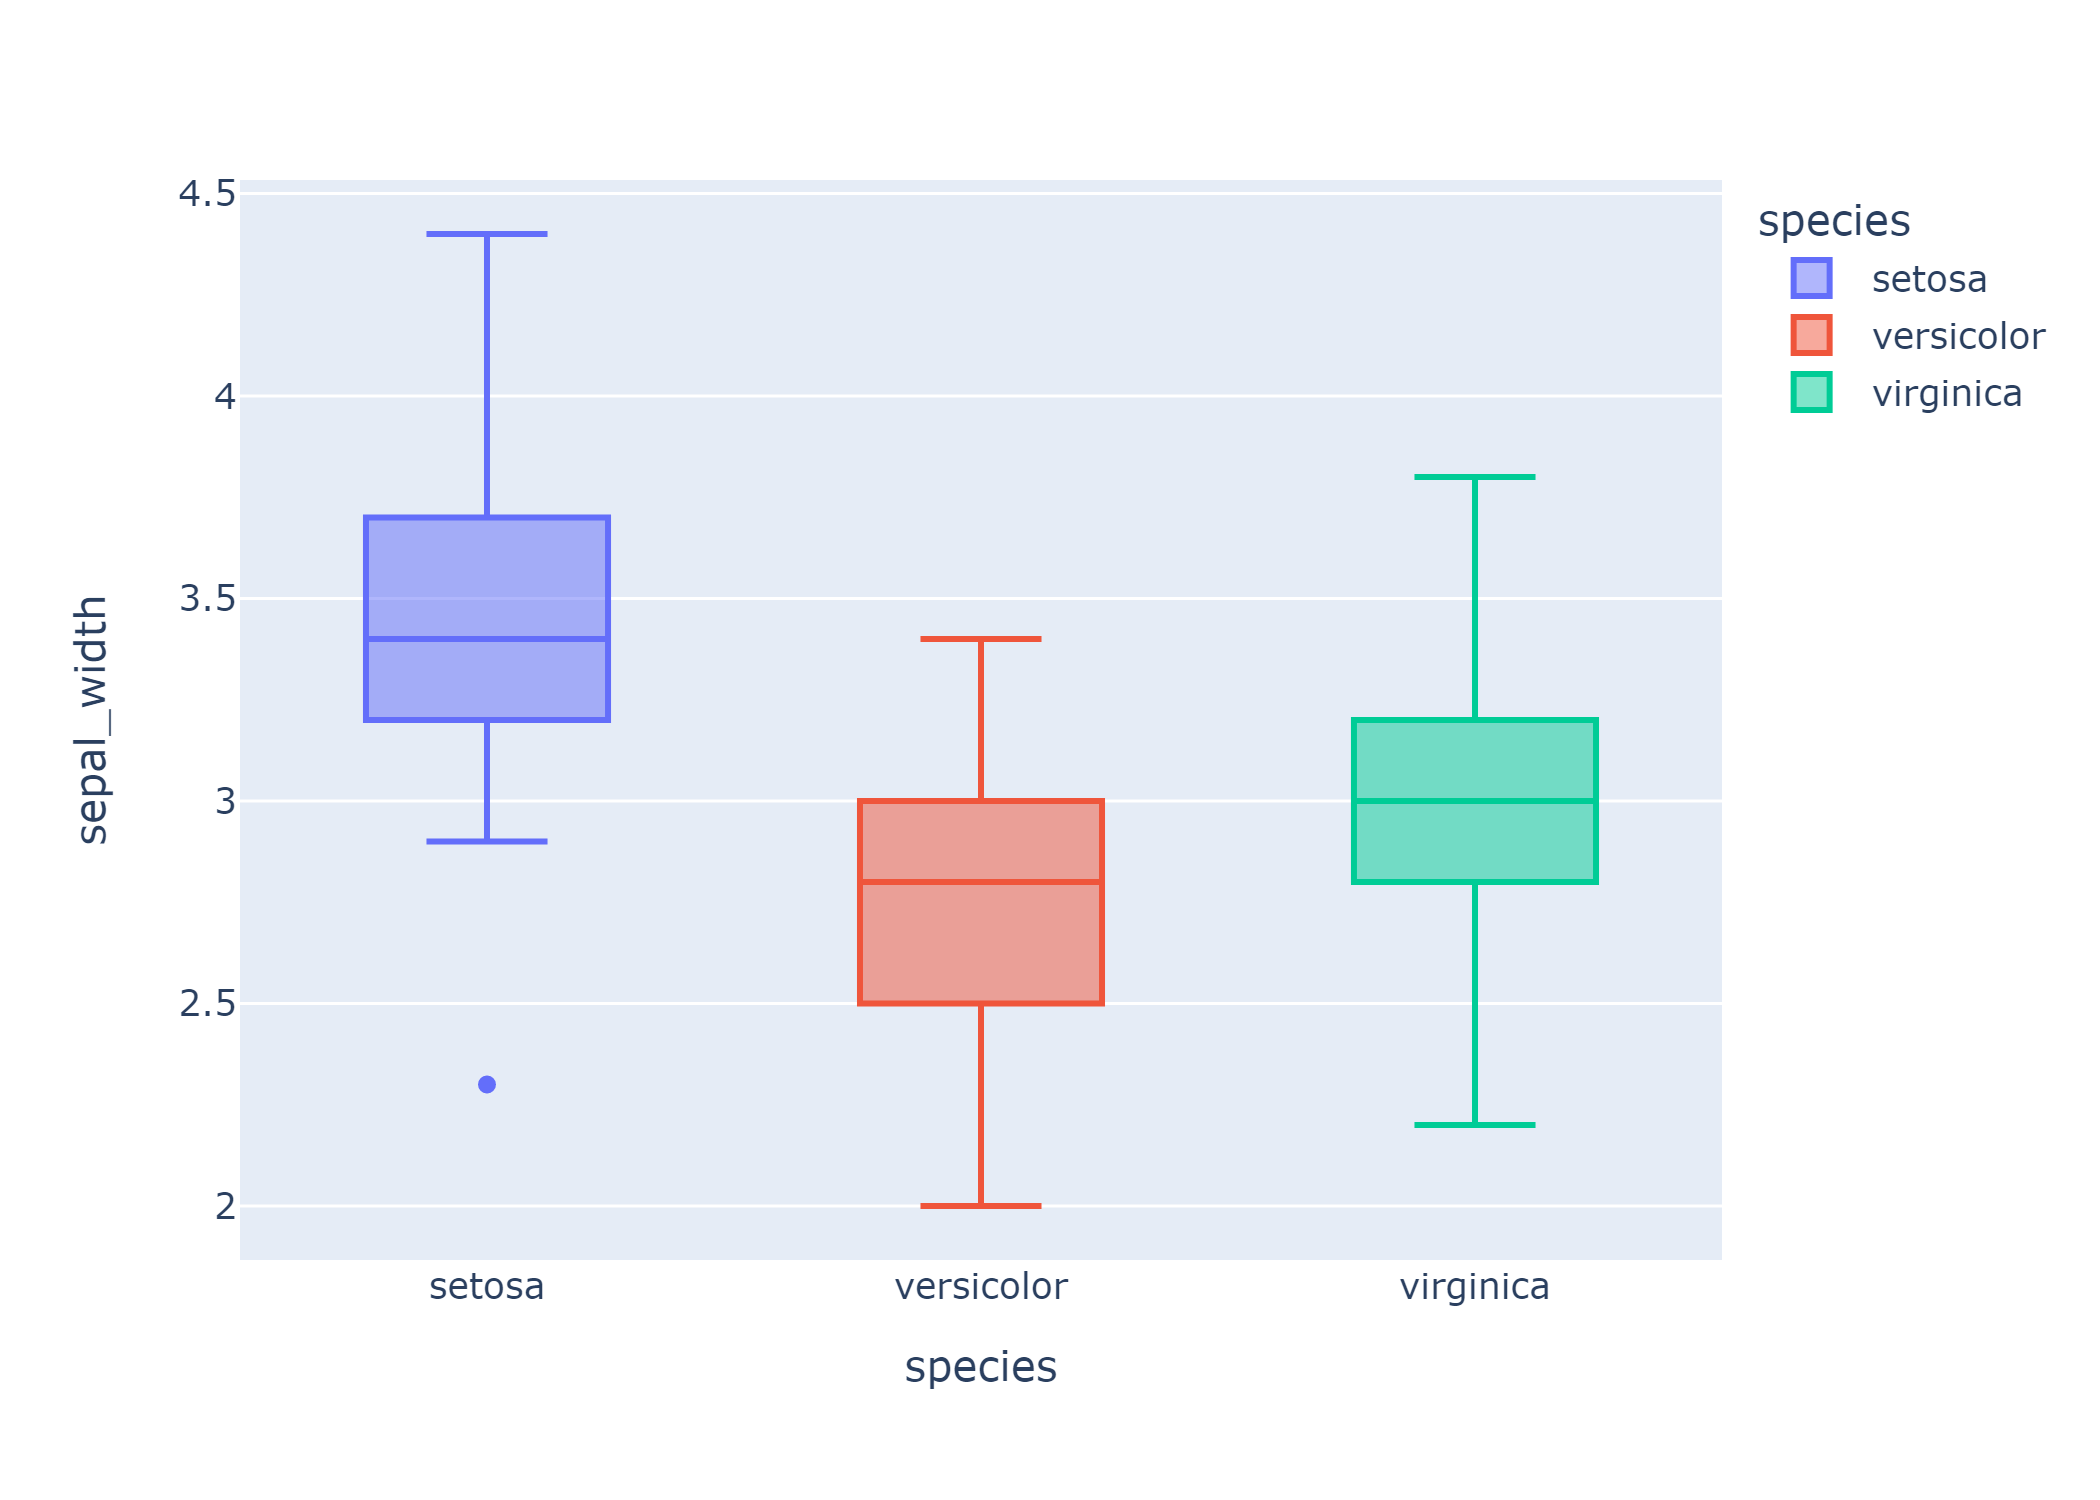 4.5
4
3.5
3
2.5
2
sepal_width
setosa
versicolor
virginica
species
species
setosa
versicolor
virginica